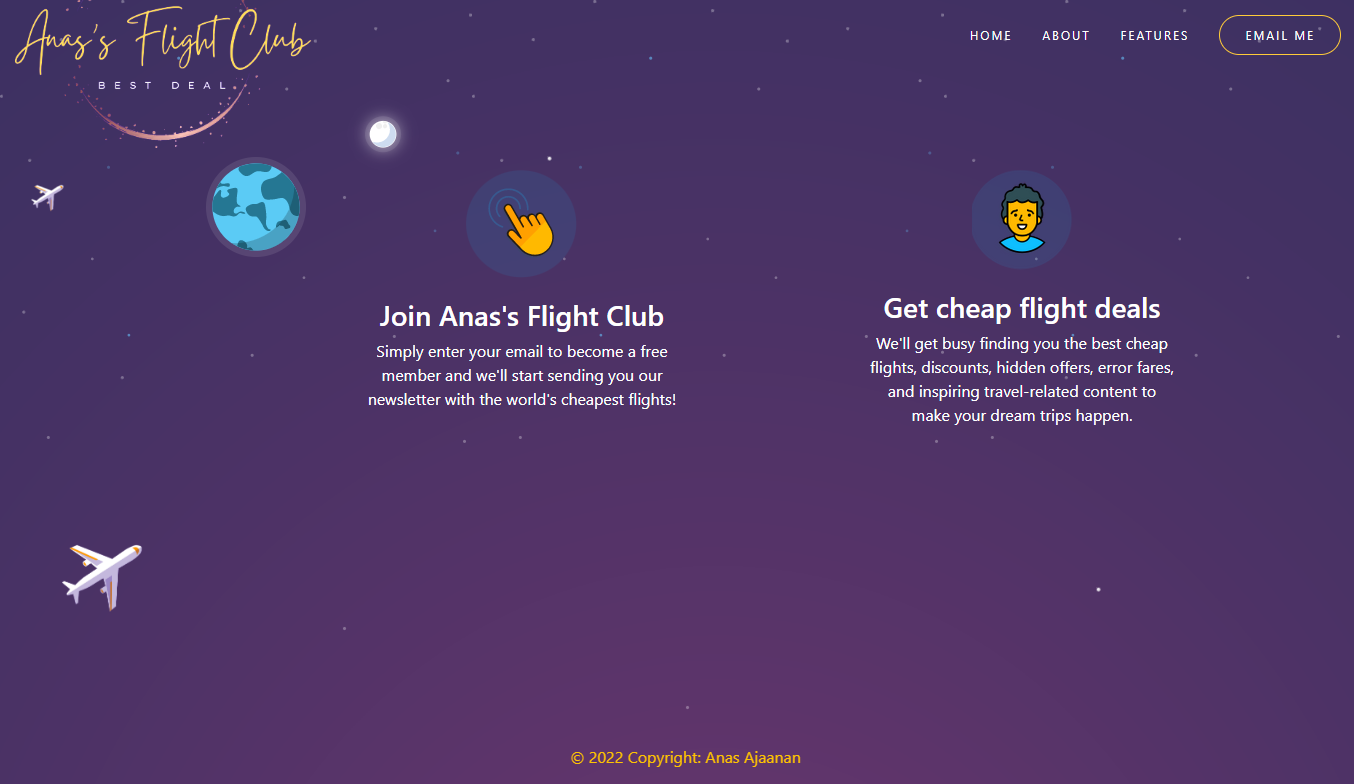 Anas's Flight Club
BEST DEAL
HOME
ABOUT
FEATURES
EMAIL ME
Join Anas's Flight Club
Simply enter your email to become a free
member and we'll start sending you our
newsletter with the world's cheapest flights!
Get cheap flight deals
We'll get busy finding you the best cheap
flights, discounts, hidden offers, error fares,
and inspiring travel-related content to
make your dream trips happen.
© 2022 Copyright: Anas Ajaanan